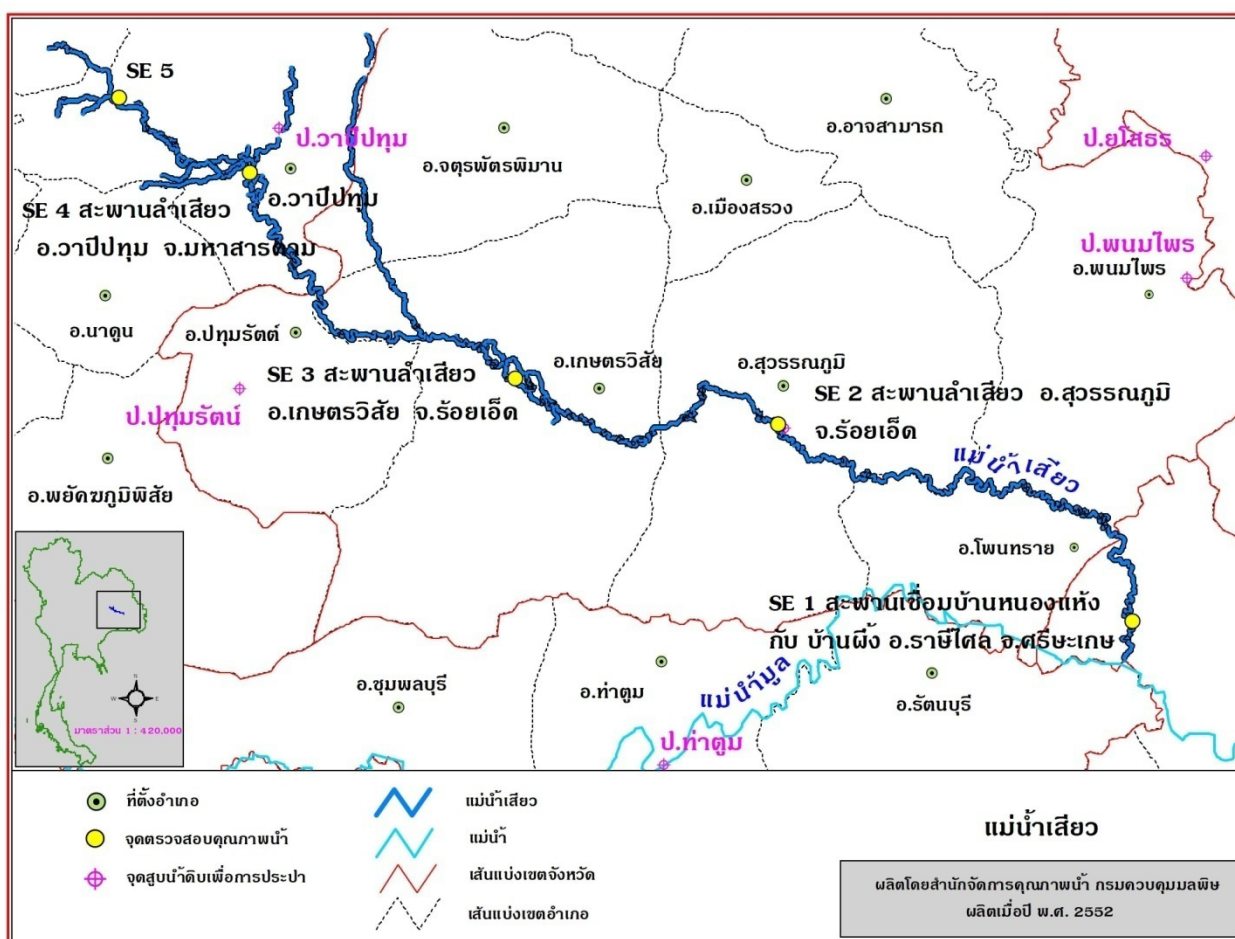 SE 5
ป.วาปีปทุม
อ.จตุรพัตรพิมาน
อ.อาจสามารถ
ป.ยโสธร
อ.วาปีปทุม
อ.เมืองสรวง
SE 4 สะพานลำเสียว
อ.วาปีปทุม จ.มหาสารคาม
ป.พนมไพร
อ.พนมไพร
อ.นาดูน
อ.ปทุมรัตต์
SE 3 สะพานลำเสียว
อ.เกษตรวิสัย จ.ร้อยเอ็ด
อ.เกษตรวิสัย
อ.สุวรรณภูมิ
SE 2 สะพานลำเสียว อ.สุวรรณภูมิ
จ.ร้อยเอ็ด
ป.ปทุมรัตน์
อ.พยัคฆภูมิพิสัย
แม่น้ำเสียว
อ.โพนทราย
SE 1 สะพานเชื่อมบ้านหนองแห้ง
กับ บ้านผึ้ง อ.ราษีไศล จ.ศรีษะเกษ
อ.ชุมพลบุรี
อ.ท่าตูม
แม่น้ำมูล
อ.รัตนบุรี
ป.ท่าตูม
N
W
E
S
มาตราส่วน 1 : 420,000
ที่ตั้งอำเภอ
จุดตรวจสอบคุณภาพน้ำ
จุดสูบน้ำดิบเพื่อการประปา
แม่น้ำเสียว
แม่น้ำ
เส้นแบ่งเขตจังหวัด
เส้นแบ่งเขตอำเภอ
แม่น้ำเสียว
ผลิตโดยสำนักจัดการคุณภาพน้ำ กรมควบคุมมลพิษ
ผลิตเมื่อปี พ.ศ. 2552